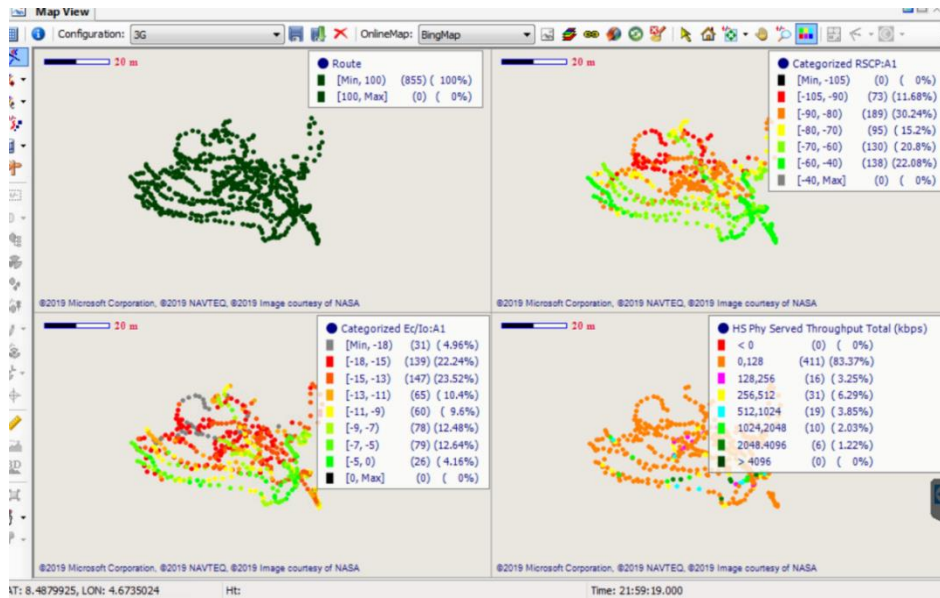 Map View
Configuration: 3G OnlineMap: BingMap
20 m
Route
[Min, 100) (855) ( 100%)
[100, Max] (0) ( 0%)
©2019 Microsoft Corporation, ©2019 NAVTEQ, ©2019 Image courtesy of NASA
20 m
Categorized RSCP:A1
[Min, -105) (0) ( 0%)
[-105, -90) (73) (11.68%)
[-90, -80) (189) (30.24%)
[-80, -70) (95) (15.2%)
[-70, -60) (130) (20.8%)
[-60, -40) (138) (22.08%)
[-40, Max] (0) ( 0%)
©2019 Microsoft Corporation, ©2019 NAVTEQ, ©2019 Image courtesy of NASA
20 m
Categorized Ec/Io:A1
[Min, -18) (31) ( 4.96%)
[-18, -15) (139) (22.24%)
[-15, -13) (147) (23.52%)
[-13, -11) (65) ( 10.4%)
[-11, -9) (60) ( 9.6%)
[-9, -7) (78) (12.48%)
[-7, -5) (79) (12.64%)
[-5, 0) (26) ( 4.16%)
[0, Max] (0) ( 0%)
©2019 Microsoft Corporation, ©2019 NAVTEQ, ©2019 Image courtesy of NASA
20 m
HS Phy Served Throughput Total (kbps)
< 0 (0) ( 0%)
0,128 (411) (83.37%)
128,256 (16) ( 3.25%)
256,512 (31) ( 6.29%)
512,1024 (19) ( 3.85%)
1024,2048 (10) ( 2.03%)
2048,4096 (6) ( 1.22%)
> 4096 (0) ( 0%)
©2019 Microsoft Corporation, ©2019 NAVTEQ, ©2019 Image courtesy of NASA
AT: 8.4879925, LON: 4.6735024 Ht: Time: 21:59:19.000